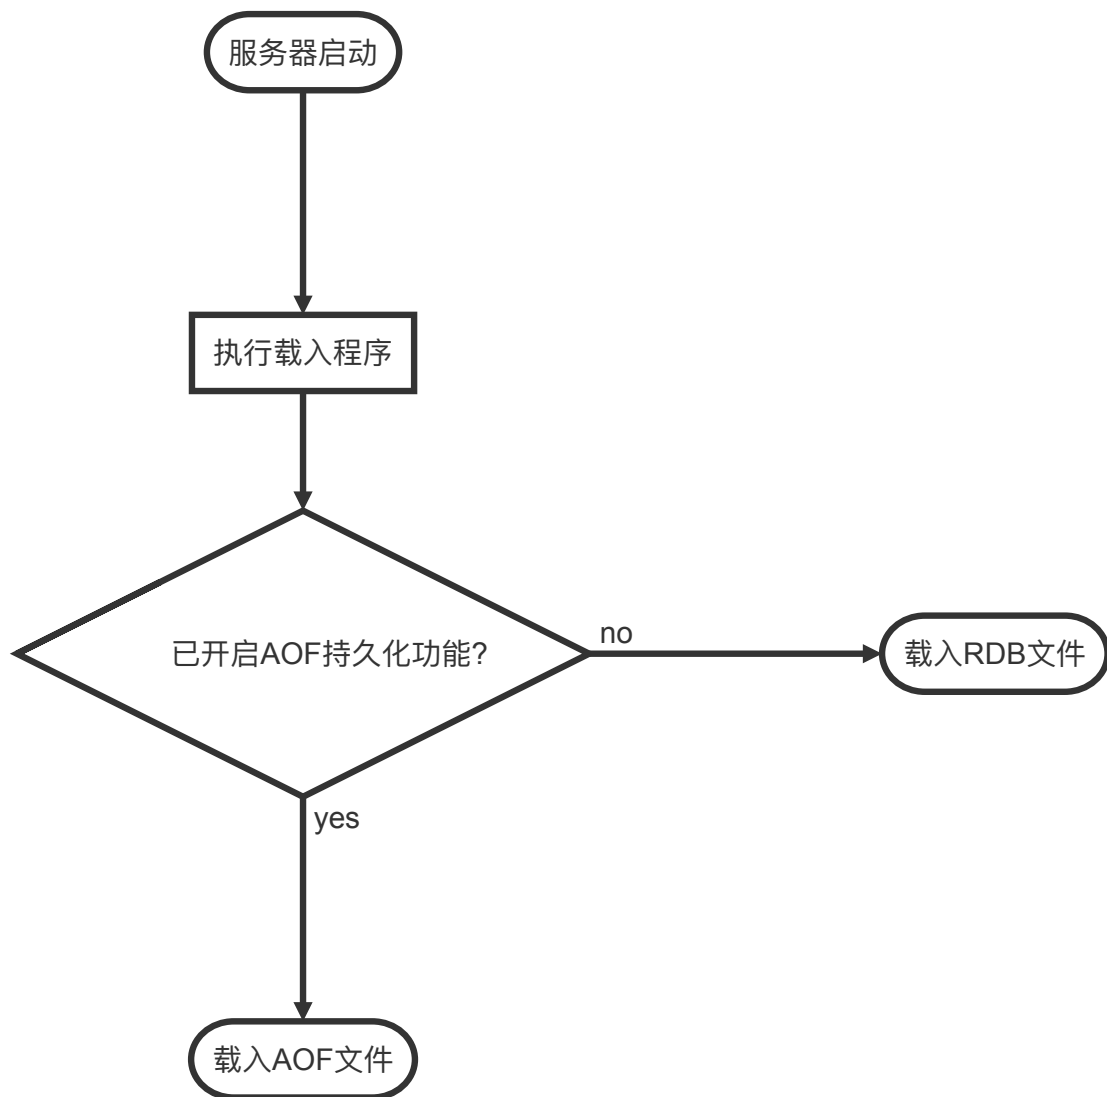 服务器启动
执行载入程序
已开启AOF持久化功能?
no
载入RDB文件
yes
载入AOF文件